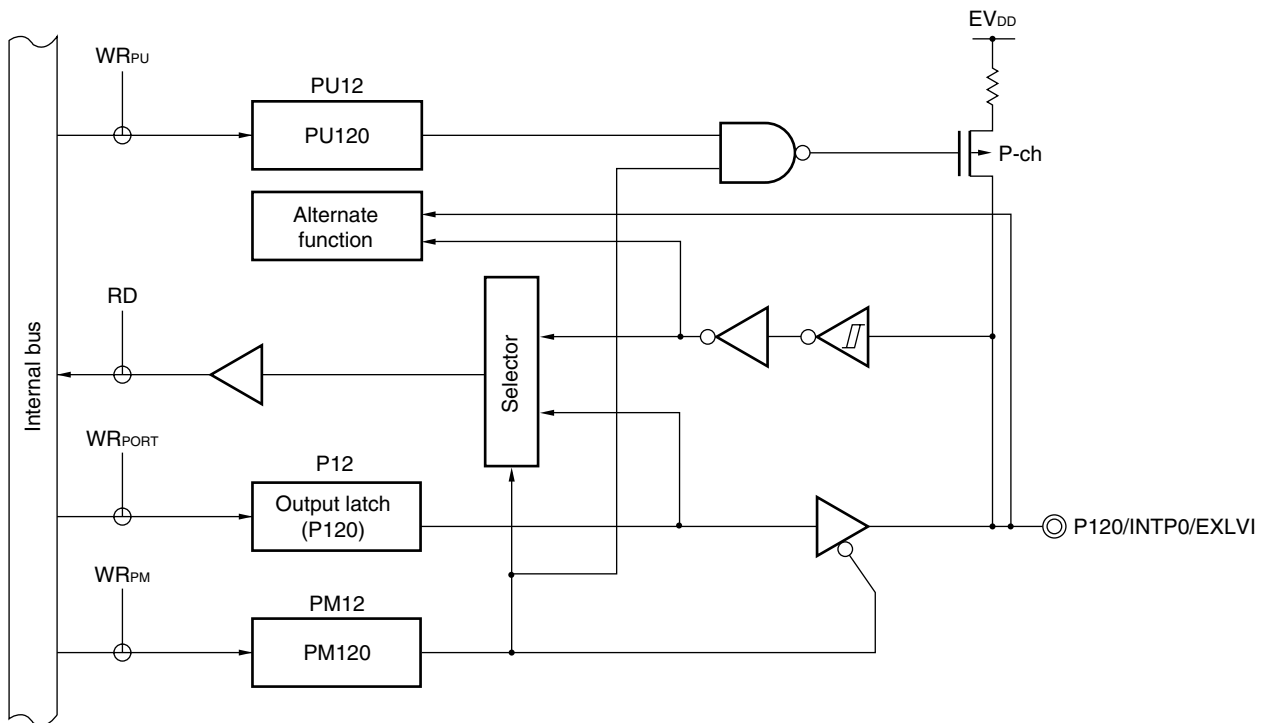 EVDD
WRPU
PU12
PU120
P-ch
Alternate
function
RD
Internal bus
Selector
WRPORT
P12
Output latch
(P120)
P120/INTP0/EXLVI
WRPM
PM12
PM120